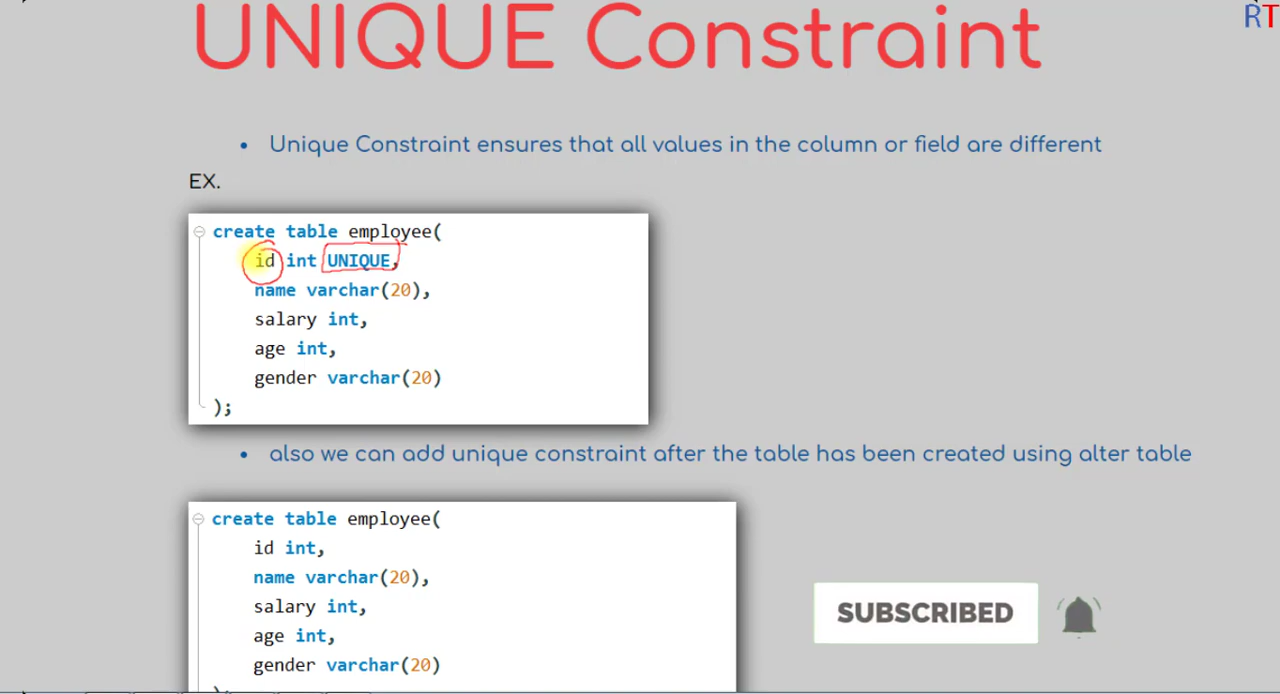 UNIQUE Constraint
RT
• Unique Constraint ensures that all values in the column or field are different
EX.
create table employee(
id int UNIQUE,
name varchar(20),
salary int,
age int,
gender varchar(20)
);
• also we can add unique constraint after the table has been created using alter table
create table employee(
id int,
name varchar(20),
salary int,
age int,
gender varchar(20)
SUBSCRIBED